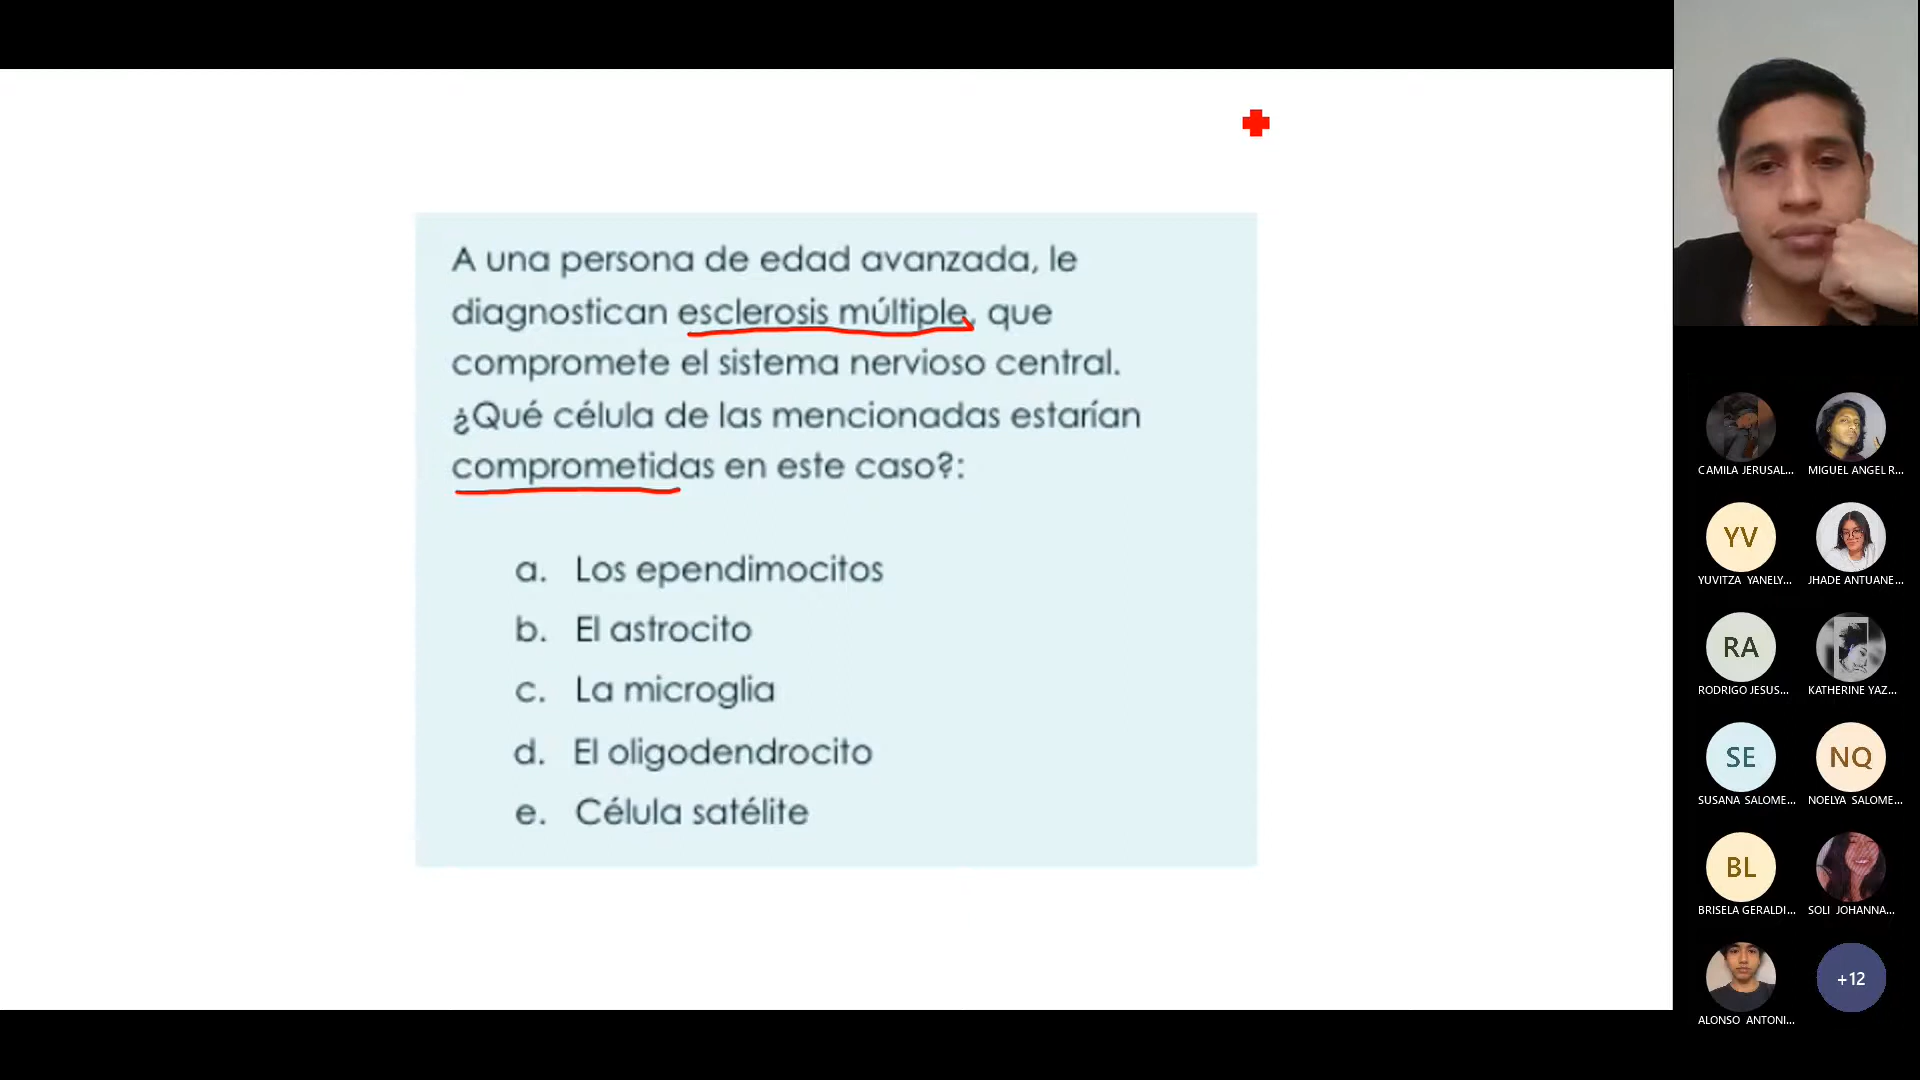 A una persona de edad avanzada, le
diagnostican esclerosis múltiple, que
compromete el sistema nervioso central.
¿Qué célula de las mencionadas estarían
comprometidas en este caso?:
a. Los ependimocitos
b. El astrocito
c. La microglia
d. El oligodendrocito
e. Célula satélite
CAMILA JERUSAL...
MIGUEL ANGEL R...
YV
YUVITZA YANELY...
JHADE ANTUANE...
RA
RODRIGO JESUS...
KATHERINE YAZ...
SE
SUSANA SALOME...
NQ
NOELYA SALOME...
BL
BRISELA GERALDI...
SOLI JOHANNA...
ALONSO ANTONI...
+12